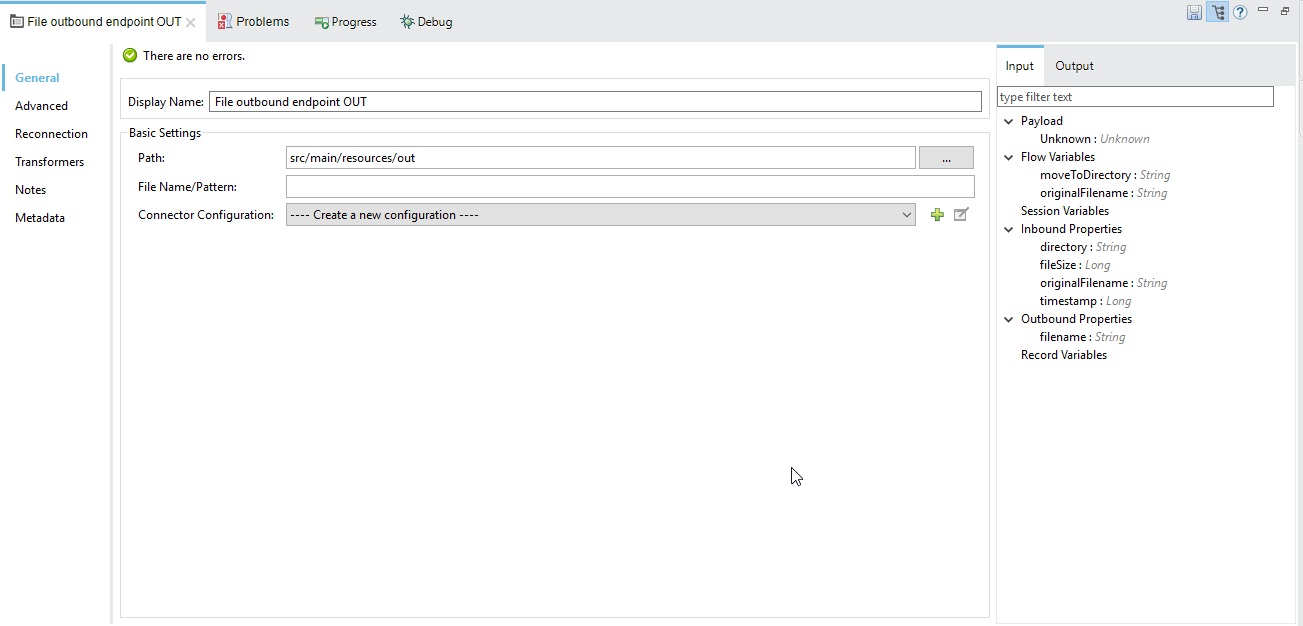 File outbound endpoint OUT Problems Progress Debug
There are no errors.
General
Advanced
Reconnection
Transformers
Notes
Metadata
Display Name: File outbound endpoint OUT
Basic Settings
Path: src/main/resources/out ...
File Name/Pattern:
Connector Configuration: ---- Create a new configuration ----
Input Output
type filter text
Payload
Unknown : Unknown
Flow Variables
moveToDirectory : String
originalFilename : String
Session Variables
Inbound Properties
directory : String
fileSize : Long
originalFilename : String
timestamp : Long
Outbound Properties
filename : String
Record Variables